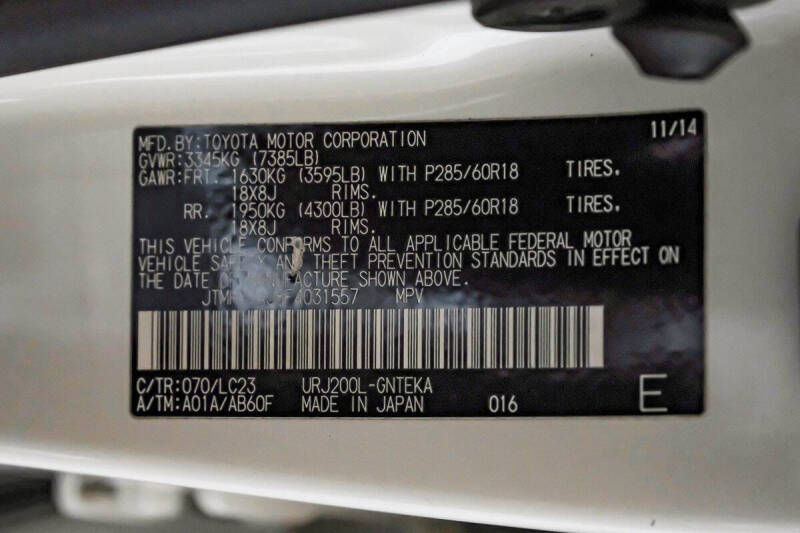 MFD.BY:TOYOTA MOTOR CORPORATION 11/14
GVWR:3345KG (7385LB)
GAWR:FRT. 1630KG (3595LB) WITH P285/60R18 TIRES.
18X8J RIMS.
RR. 1950KG (4300LB) WITH P285/60R18 TIRES.
18X8J RIMS.
THIS VEHICLE CONFORMS TO ALL APPLICABLE FEDERAL MOTOR
VEHICLE SAFETY AND THEFT PREVENTION STANDARDS IN EFFECT ON
THE DATE OF MANUFACTURE SHOWN ABOVE.
MPV
C/TR:070/LC23 URJ200L-GNTEKA
A/TM:A01A/AB60F MADE IN JAPAN 016 E